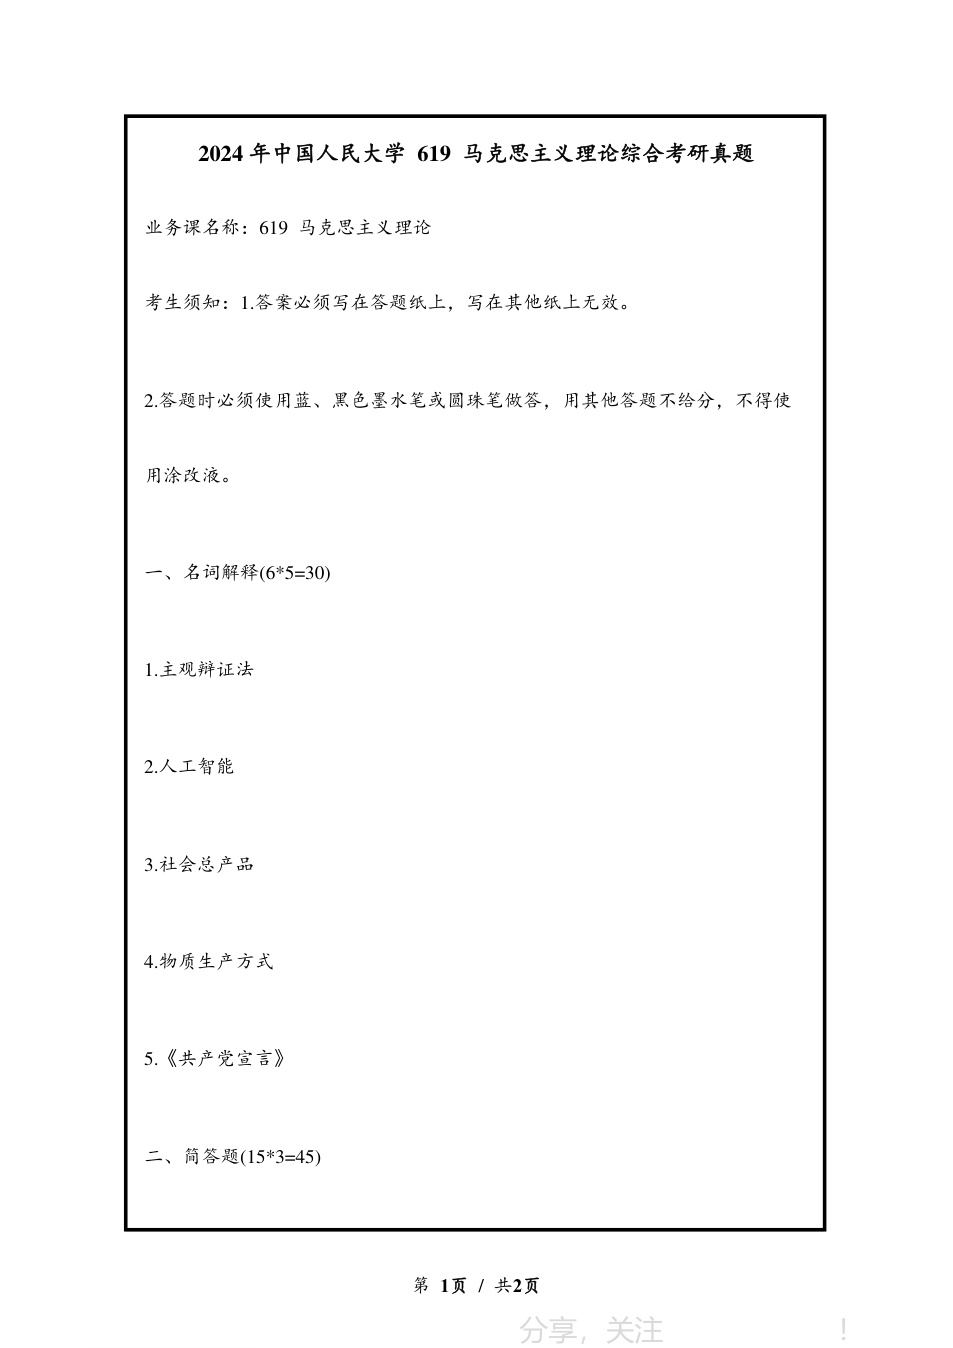 2024 年中国人民大学 619 马克思主义理论综合考研真题
业务课名称：619 马克思主义理论
考生须知：1.答案必须写在答题纸上，写在其他纸上无效。
2.答题时必须使用蓝、黑色墨水笔或圆珠笔做答，用其他答题不给分，不得使
用涂改液。
一、名词解释(6*5=30)
1.主观辩证法
2.人工智能
3.社会总产品
4.物质生产方式
5.《共产党宣言》
二、简答题(15*3=45)
第 1页 / 共2页
分享，关注 !